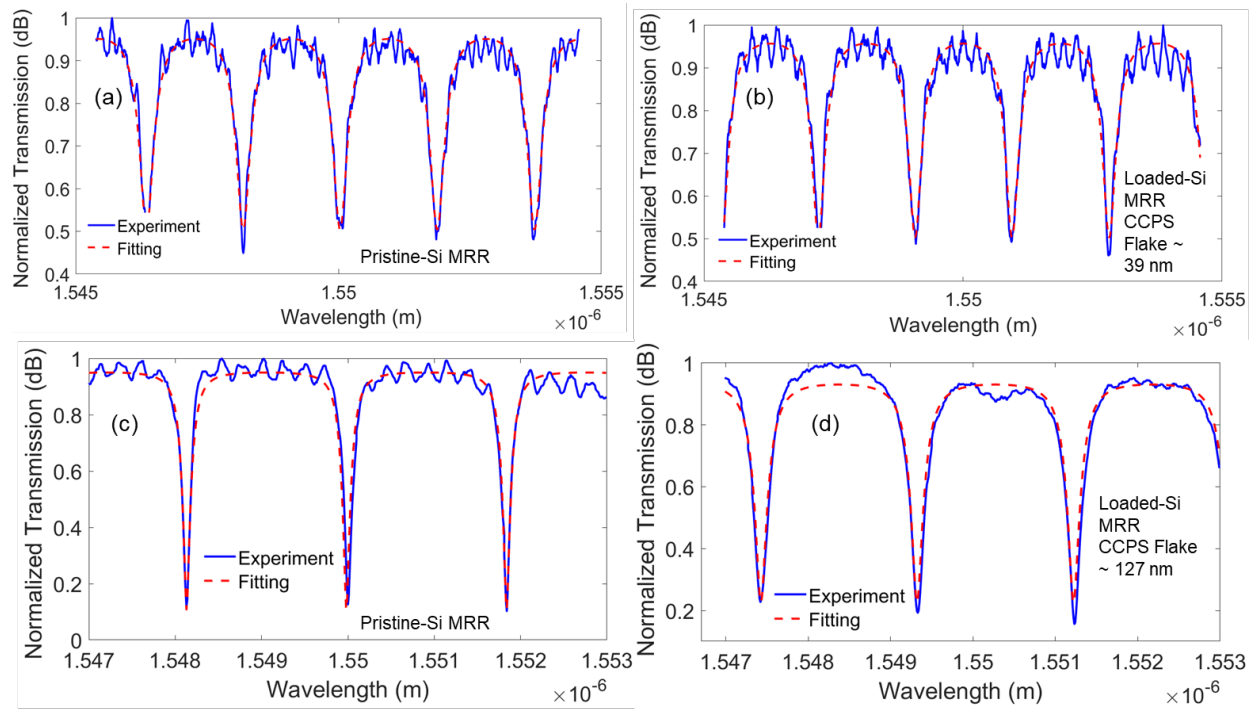 Normalized Transmission (dB)
1
0.9
0.8
0.7
0.6
0.5
0.4
(a)
Experiment
Fitting
Pristine-Si MRR
1.545
1.55
1.555
Wavelength (m)
×10⁻⁶
Normalized Transmission (dB)
1
0.9
0.8
0.7
0.6
0.5
0.4
(b)
Loaded-Si
MRR
CCPS
Flake ~
39 nm
Experiment
Fitting
1.545
1.55
1.555
Wavelength (m)
×10⁻⁶
Normalized Transmission (dB)
1
0.8
0.6
0.4
0.2
0
(c)
Experiment
Fitting
Pristine-Si MRR
1.547
1.548
1.549
1.55
1.551
1.552
1.553
Wavelength (m)
×10⁻⁶
Normalized Transmission (dB)
1
0.8
0.6
0.4
0.2
(d)
Loaded-Si
MRR
CCPS Flake
~ 127 nm
Experiment
Fitting
1.547
1.548
1.549
1.55
1.551
1.552
1.553
Wavelength (m)
×10⁻⁶